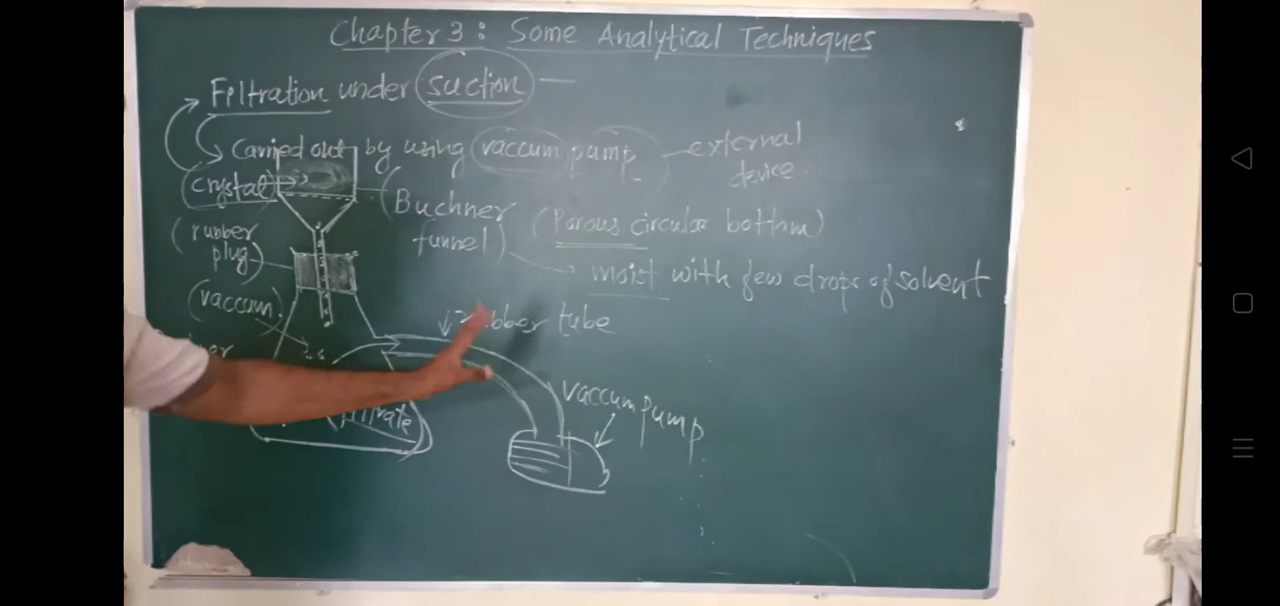 Chapter 3: Some Analytical Techniques
Filtration under suction —
Carried out by using vaccum pump – external device
crystal
(Buchner funnel)
(Porous circular bottom)
(rubber plug)
moist with few drops of solvent
(vaccum)
rubber tube
vaccum pump